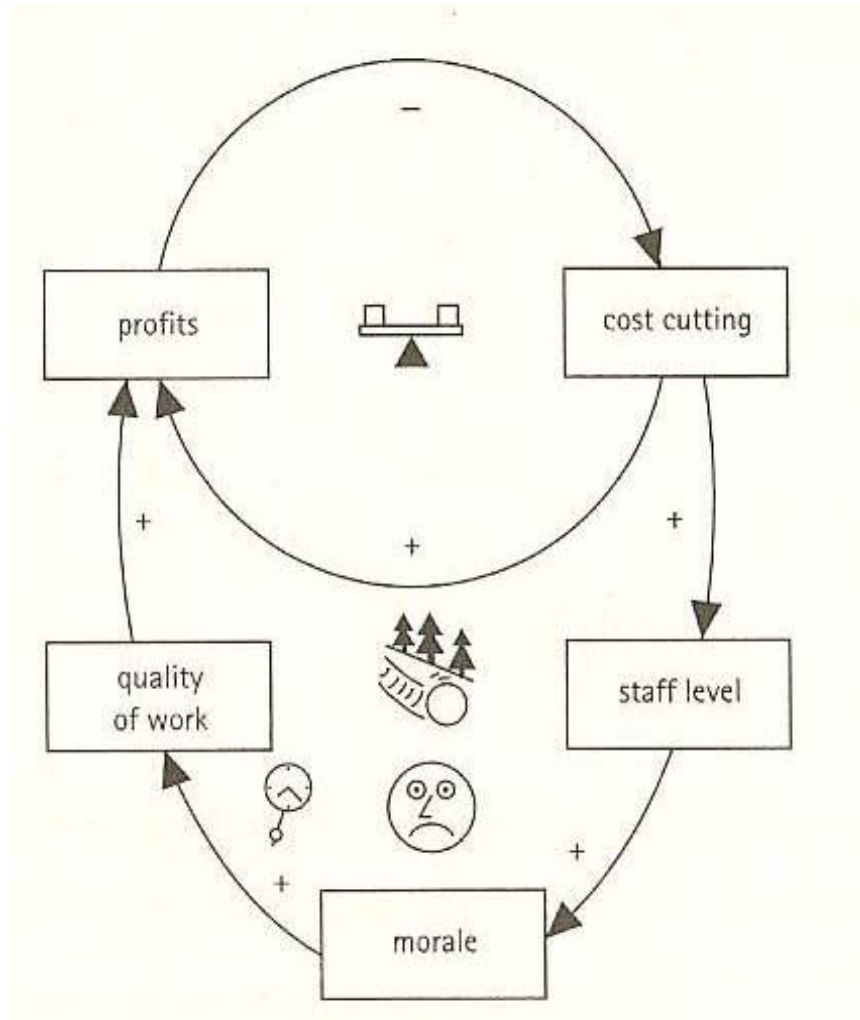 −
profits
cost cutting
+
+
+
quality
of work
staff level
+
+
morale